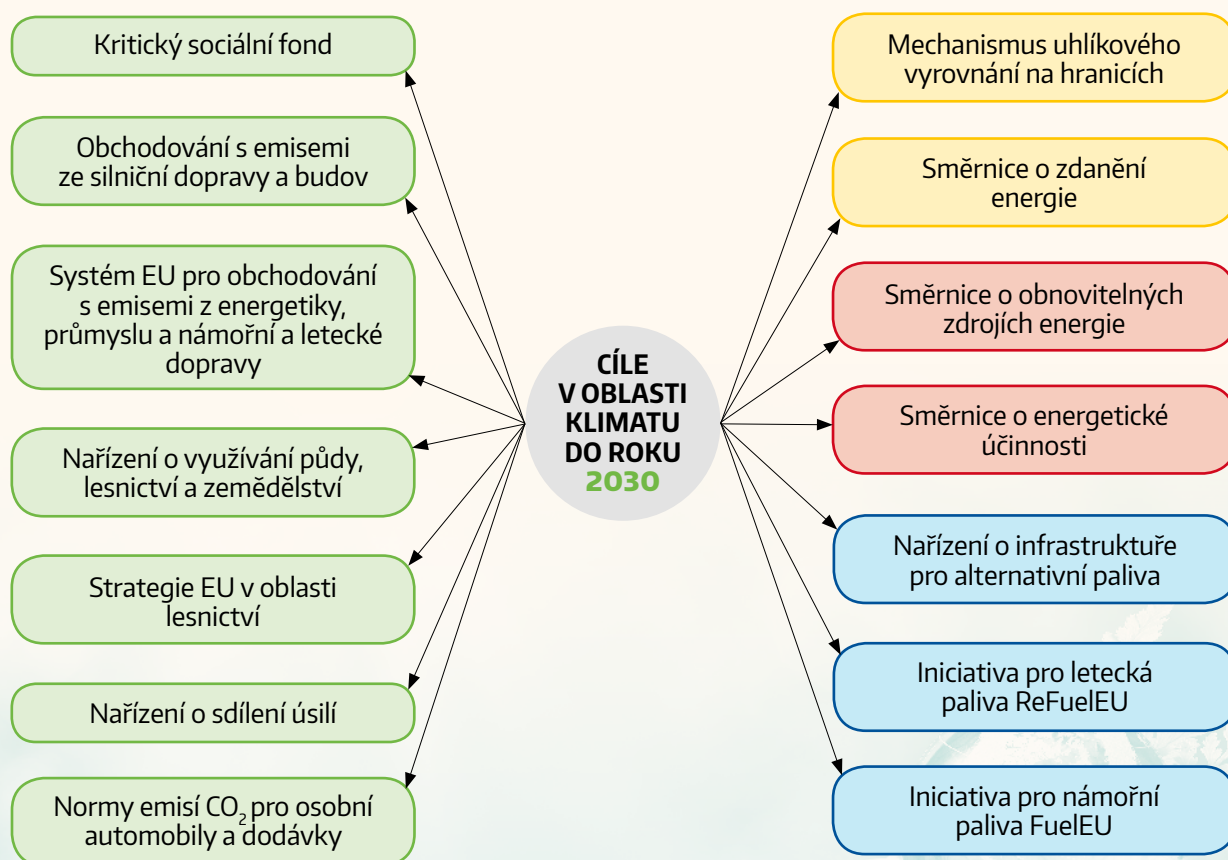 Kritický sociální fond
Obchodování s emisemi
ze silniční dopravy a budov
Systém EU pro obchodování
s emisemi z energetiky,
průmyslu a námořní a letecké
dopravy
Nařízení o využívání půdy,
lesnictví a zemědělství
Strategie EU v oblasti
lesnictví
Nařízení o sdílení úsilí
Normy emisí CO₂ pro osobní
automobily a dodávky
CÍLE
V OBLASTI
KLIMATU
DO ROKU
2030
Mechanismus uhlíkového
vyrovnání na hranicích
Směrnice o zdanění
energie
Směrnice o obnovitelných
zdrojích energie
Směrnice o energetické
účinnosti
Nařízení o infrastruktuře
pro alternativní paliva
Iniciativa pro letecká
paliva ReFuelEU
Iniciativa pro námořní
paliva FuelEU